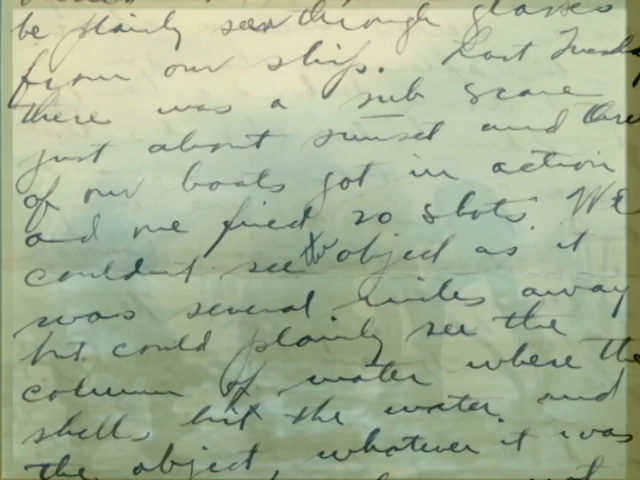 be plainly seen through glasses
from our ship. Last Tuesday
there was a sub scare
just about sunset and three
of our boats got in action
and one fired 20 shots. We
couldn't see the object as it
was several miles away
but could plainly see the
column of water where the
shells hit the water. and
the object, whatever it was